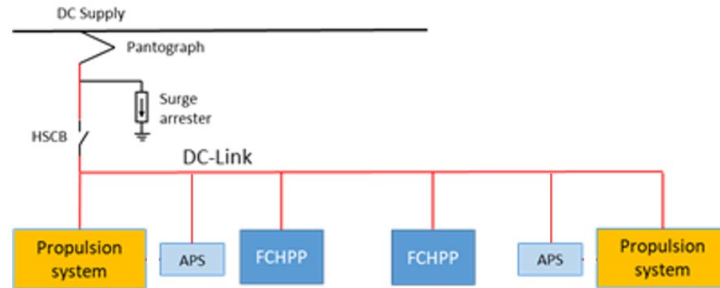 DC Supply
Pantograph
Surge
arrester
HSCB
DC-Link
Propulsion
system
APS
FCHPP
FCHPP
APS
Propulsion
system